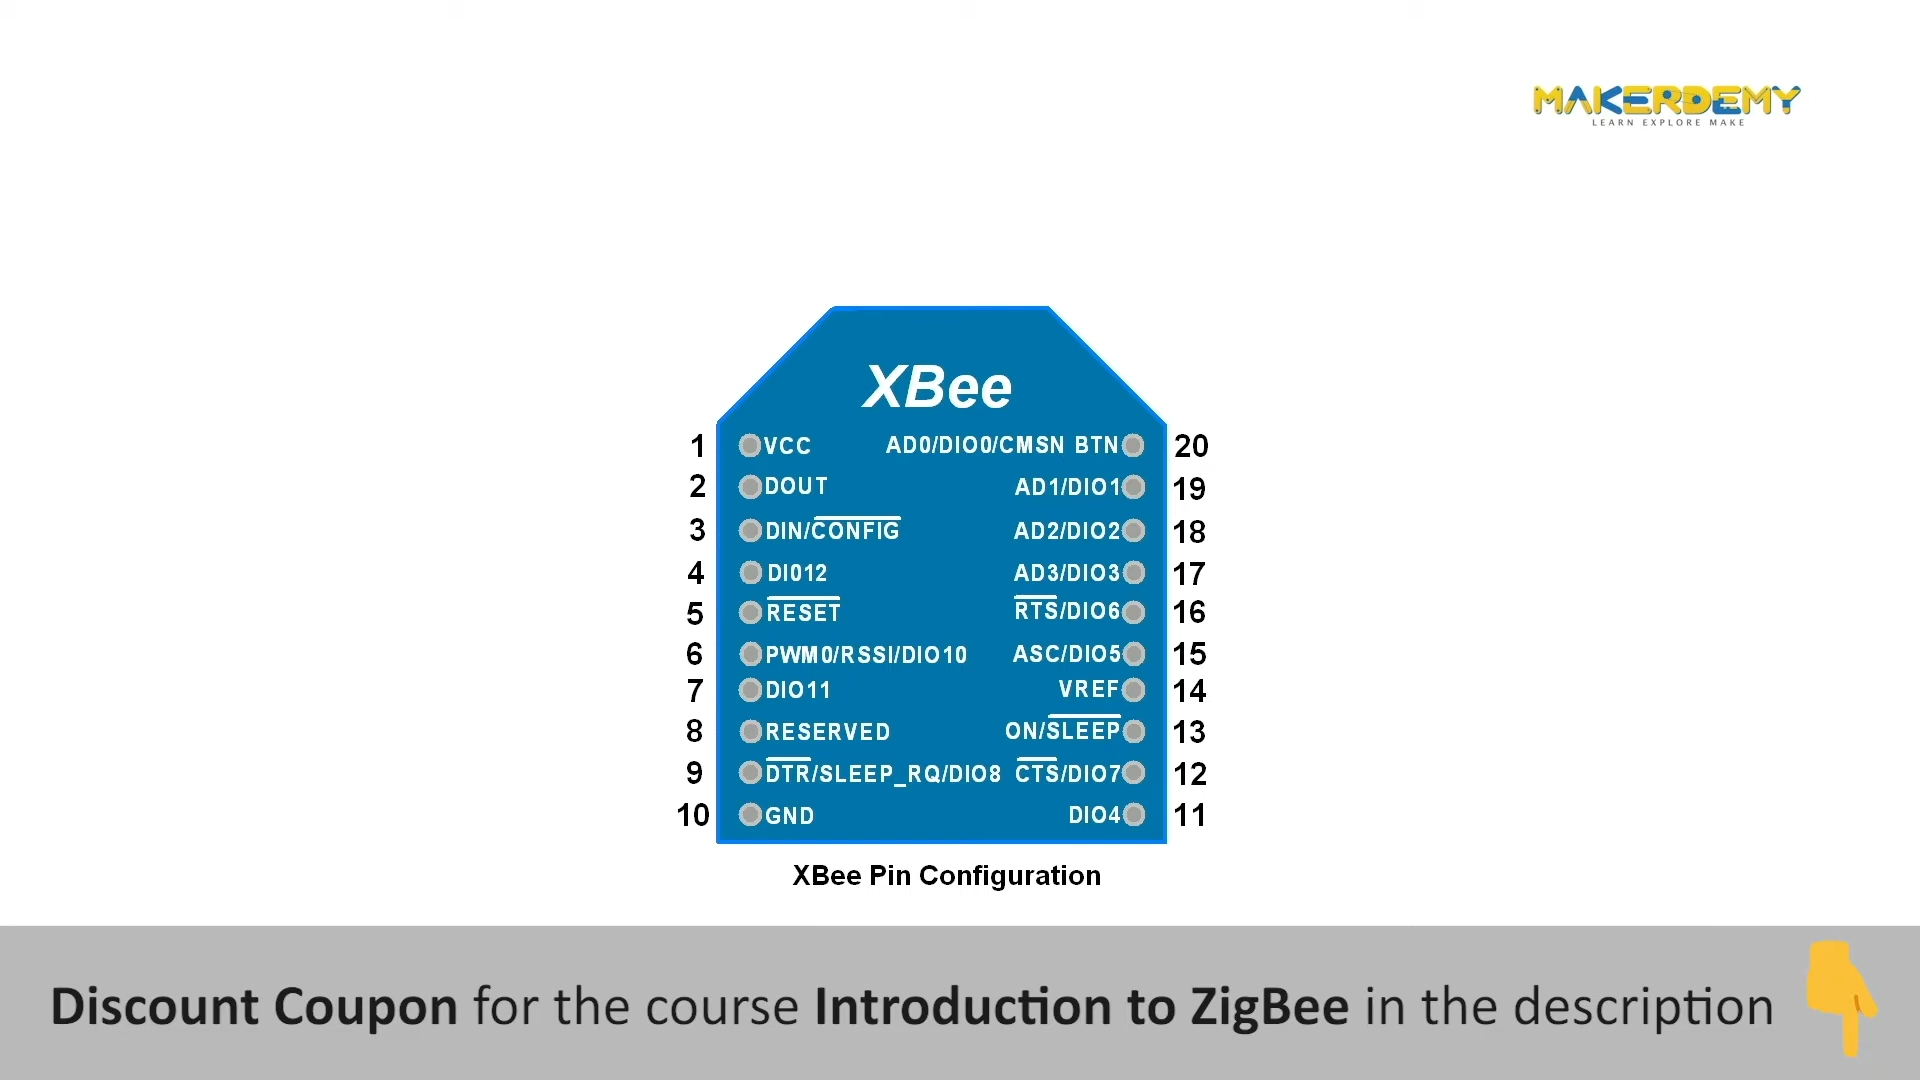 MAKERDEMY
LEARN EXPLORE MAKE
XBee
1 VCC AD0/DIO0/CMSN BTN 20
2 DOUT AD1/DIO1 19
3 DIN/CONFIG AD2/DIO2 18
4 DI012 AD3/DIO3 17
5 RESET RTS/DIO6 16
6 PWM0/RSSI/DIO10 ASC/DIO5 15
7 DIO11 VREF 14
8 RESERVED ON/SLEEP 13
9 DTR/SLEEP_RQ/DIO8 CTS/DIO7 12
10 GND DIO4 11
XBee Pin Configuration
Discount Coupon for the course Introduction to ZigBee in the description